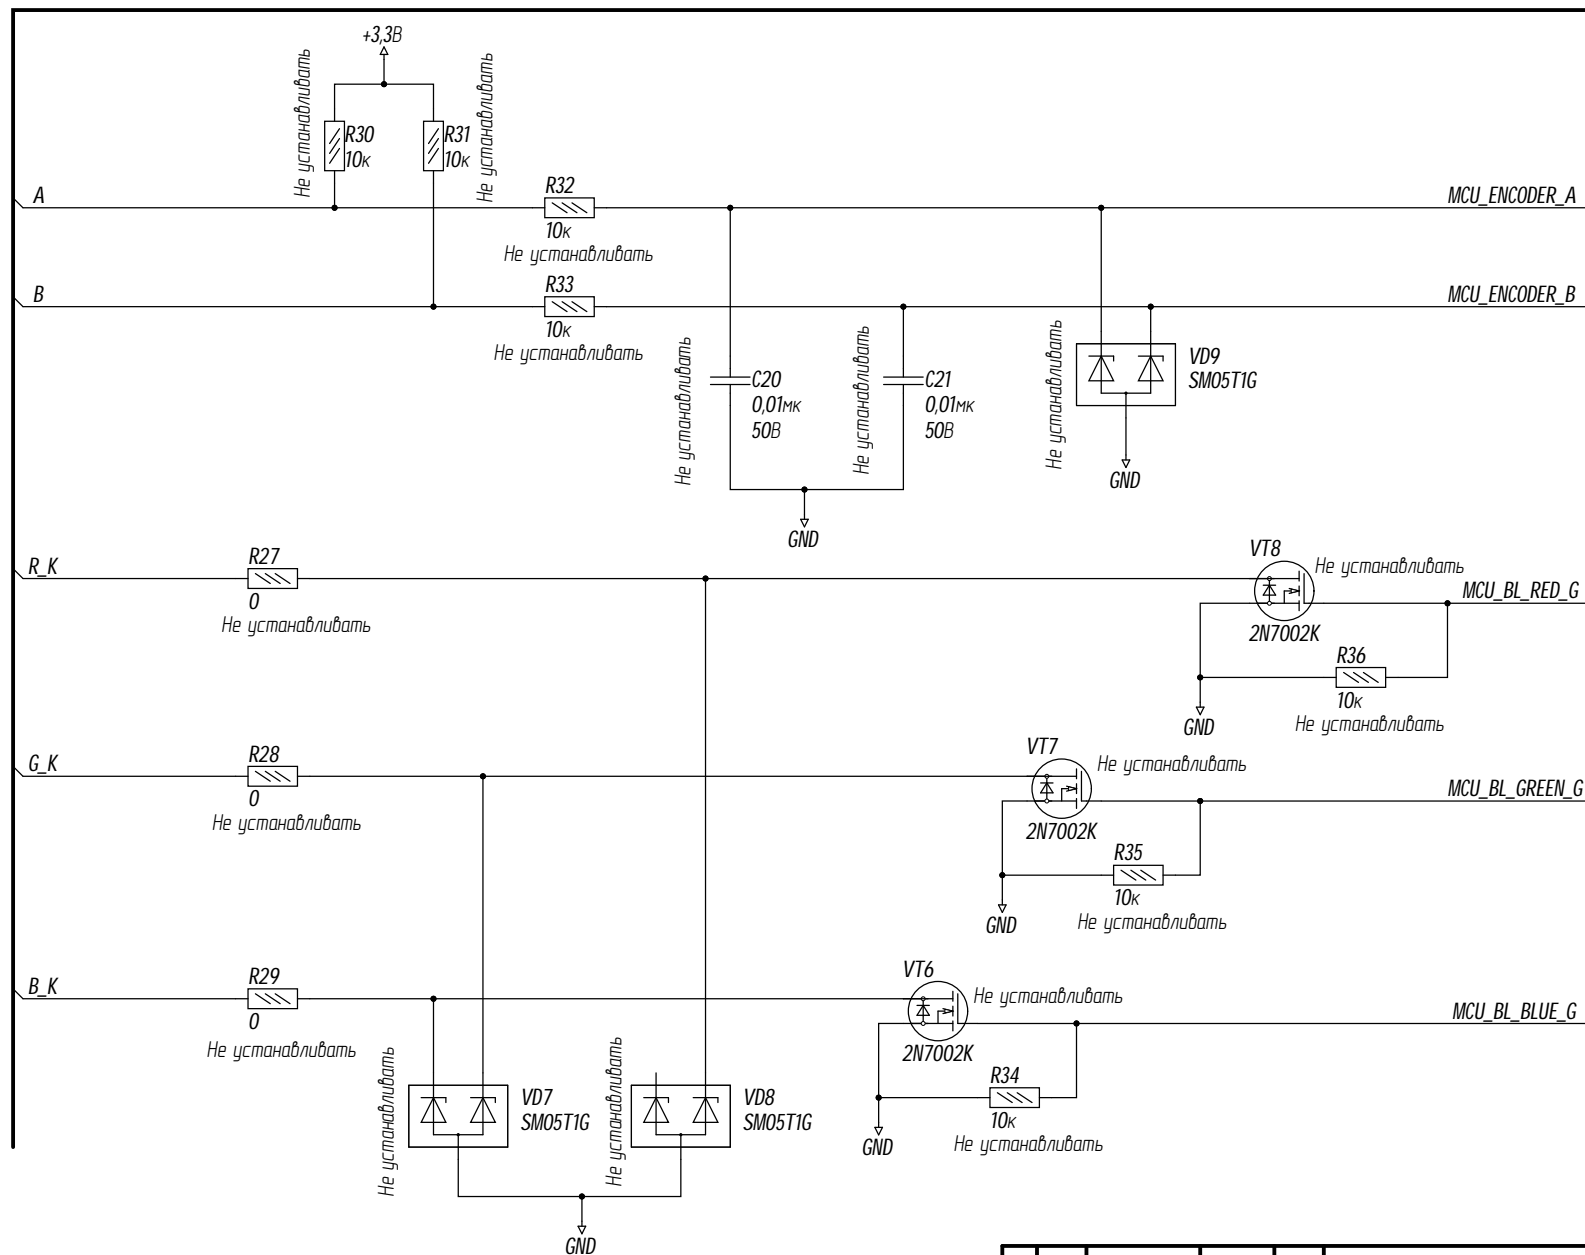 +3,3В
Не устанавливать
R30
10к
R31
10к
Не устанавливать
A
R32
10к
Не устанавливать
MCU_ENCODER_A
B
R33
10к
Не устанавливать
MCU_ENCODER_B
Не устанавливать
C20
0,01мк
50В
Не устанавливать
C21
0,01мк
50В
Не устанавливать
VD9
SM05T1G
GND
GND
R_K
R27
0
Не устанавливать
VT8
Не устанавливать
2N7002K
MCU_BL_RED_G
R36
10к
Не устанавливать
GND
G_K
R28
0
Не устанавливать
VT7
Не устанавливать
2N7002K
MCU_BL_GREEN_G
R35
10к
Не устанавливать
GND
B_K
R29
0
Не устанавливать
VT6
Не устанавливать
2N7002K
MCU_BL_BLUE_G
R34
10к
Не устанавливать
GND
Не устанавливать
VD7
SM05T1G
Не устанавливать
VD8
SM05T1G
GND